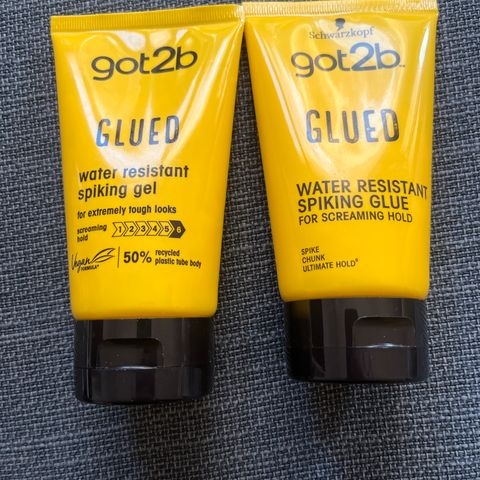 got2b
GLUED
water resistant
spiking gel
for extremely tough looks
screaming
hold
1 2 3 4 5 6
Vegan
FORMULA*
50% recycled
plastic tube body
Schwarzkopf
got2b™
GLUED
WATER RESISTANT
SPIKING GLUE
FOR SCREAMING HOLD
SPIKE
CHUNK
ULTIMATE HOLD*